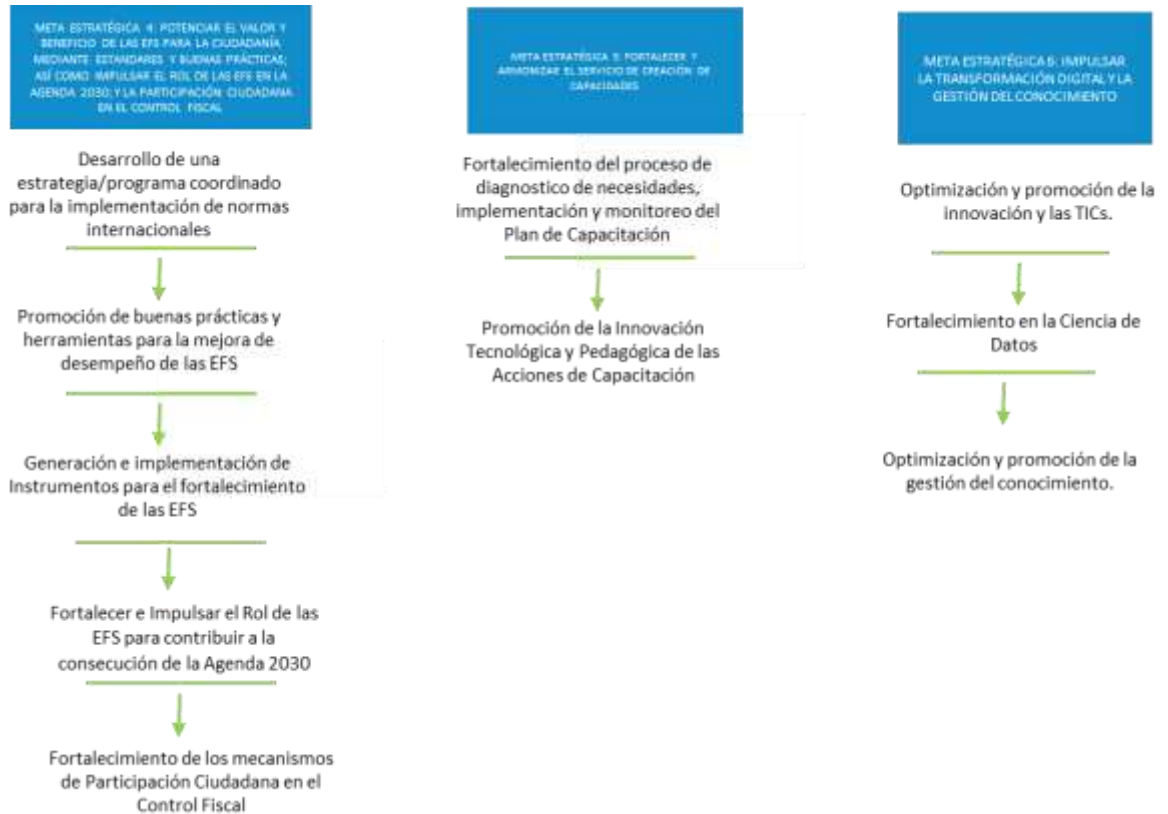 META ESTRATÉGICA 4: POTENCIAR EL VALOR Y
BENEFICIO DE LAS EFS PARA LA CIUDADANÍA
MEDIANTE ESTANDARES Y BUENAS PRÁCTICAS;
ASÍ COMO IMPULSAR EL ROL DE LAS EFS EN LA
AGENDA 2030; Y LA PARTICIPACIÓN CIUDADANA
EN EL CONTROL FISCAL
Desarrollo de una
estrategia/programa coordinado
para la implementación de normas
internacionales
Promoción de buenas prácticas y
herramientas para la mejora de
desempeño de las EFS
Generación e implementación de
Instrumentos para el fortalecimiento
de las EFS
Fortalecer e Impulsar el Rol de las
EFS para contribuir a la
consecución de la Agenda 2030
Fortalecimiento de los mecanismos
de Participación Ciudadana en el
Control Fiscal
META ESTRATÉGICA 5: FORTALECER Y
ARMONIZAR EL SERVICIO DE CREACIÓN DE
CAPACIDADES
Fortalecimiento del proceso de
diagnostico de necesidades,
implementación y monitoreo del
Plan de Capacitación
Promoción de la Innovación
Tecnológica y Pedagógica de las
Acciones de Capacitación
META ESTRATÉGICA 6: IMPULSAR
LA TRANSFORMACIÓN DIGITAL Y LA
GESTIÓN DEL CONOCIMIENTO
Optimización y promoción de la
innovación y las TICs.
Fortalecimiento en la Ciencia de
Datos
Optimización y promoción de la
gestión del conocimiento.